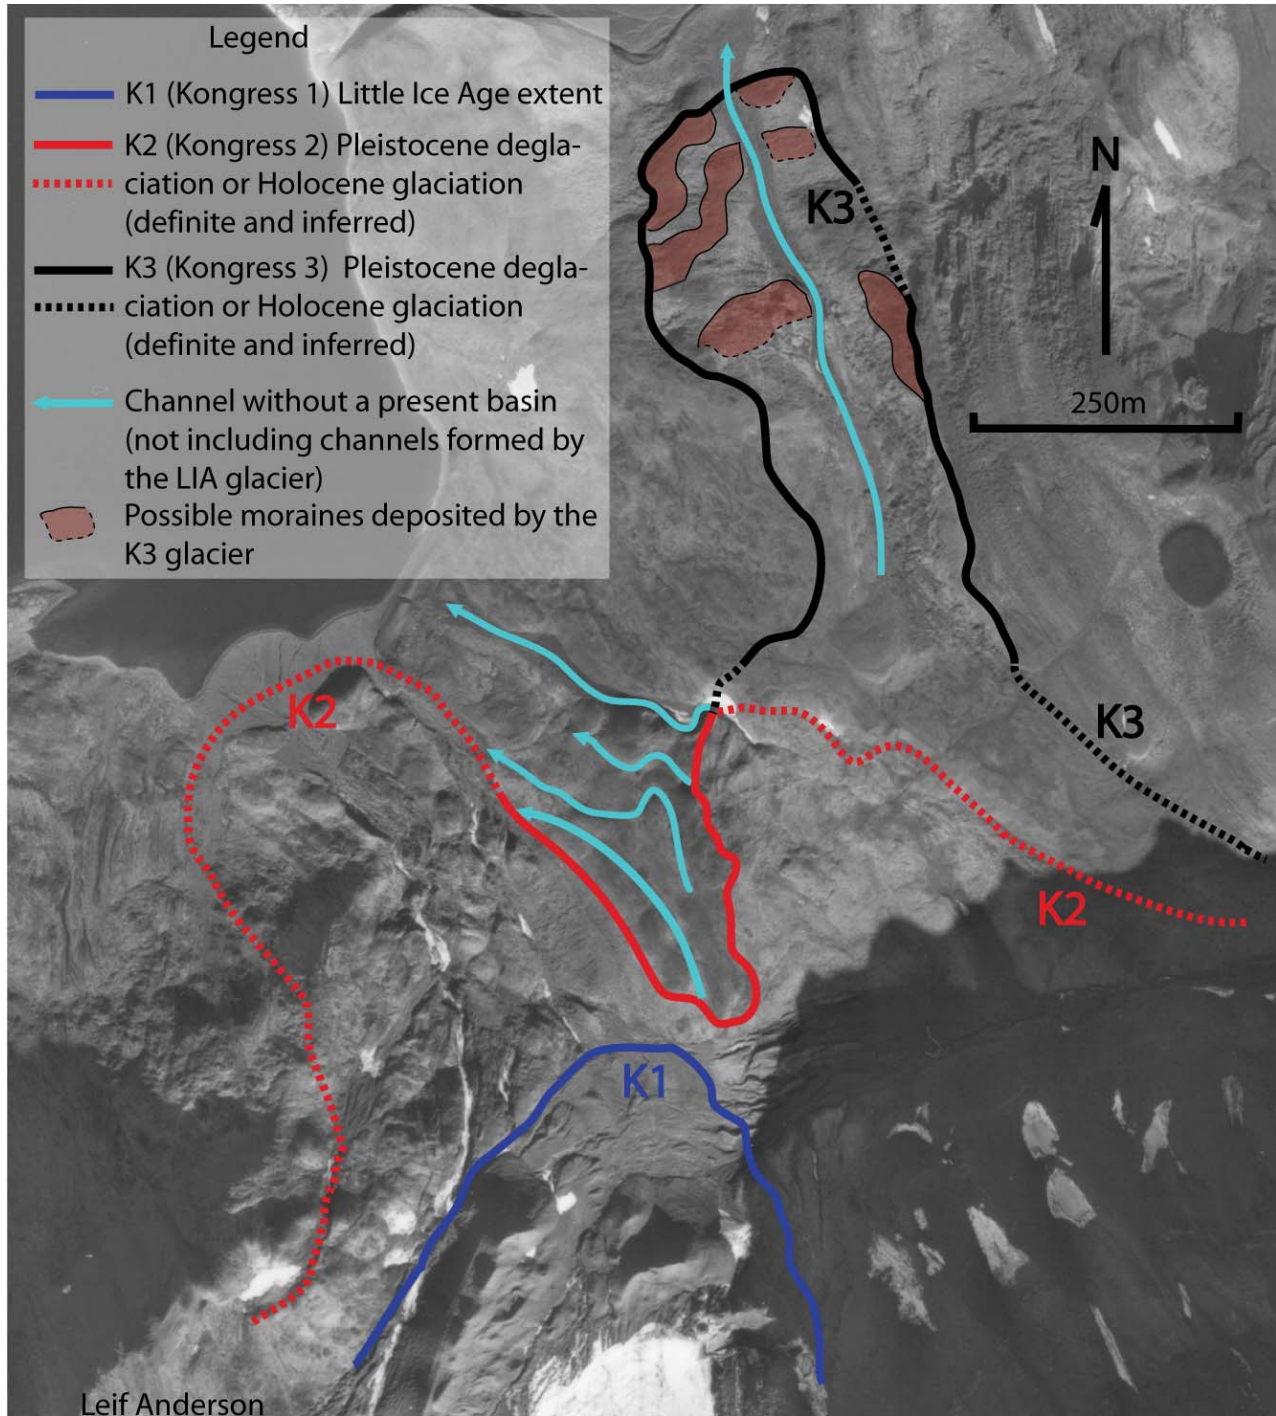 Legend
K1 (Kongress 1) Little Ice Age extent
K2 (Kongress 2) Pleistocene degla-
ciation or Holocene glaciation
(definite and inferred)
K3 (Kongress 3) Pleistocene degla-
ciation or Holocene glaciation
(definite and inferred)
Channel without a present basin
(not including channels formed by
the LIA glacier)
Possible moraines deposited by the
K3 glacier
N
K3
250m
K2
K3
K2
K1
Leif Anderson